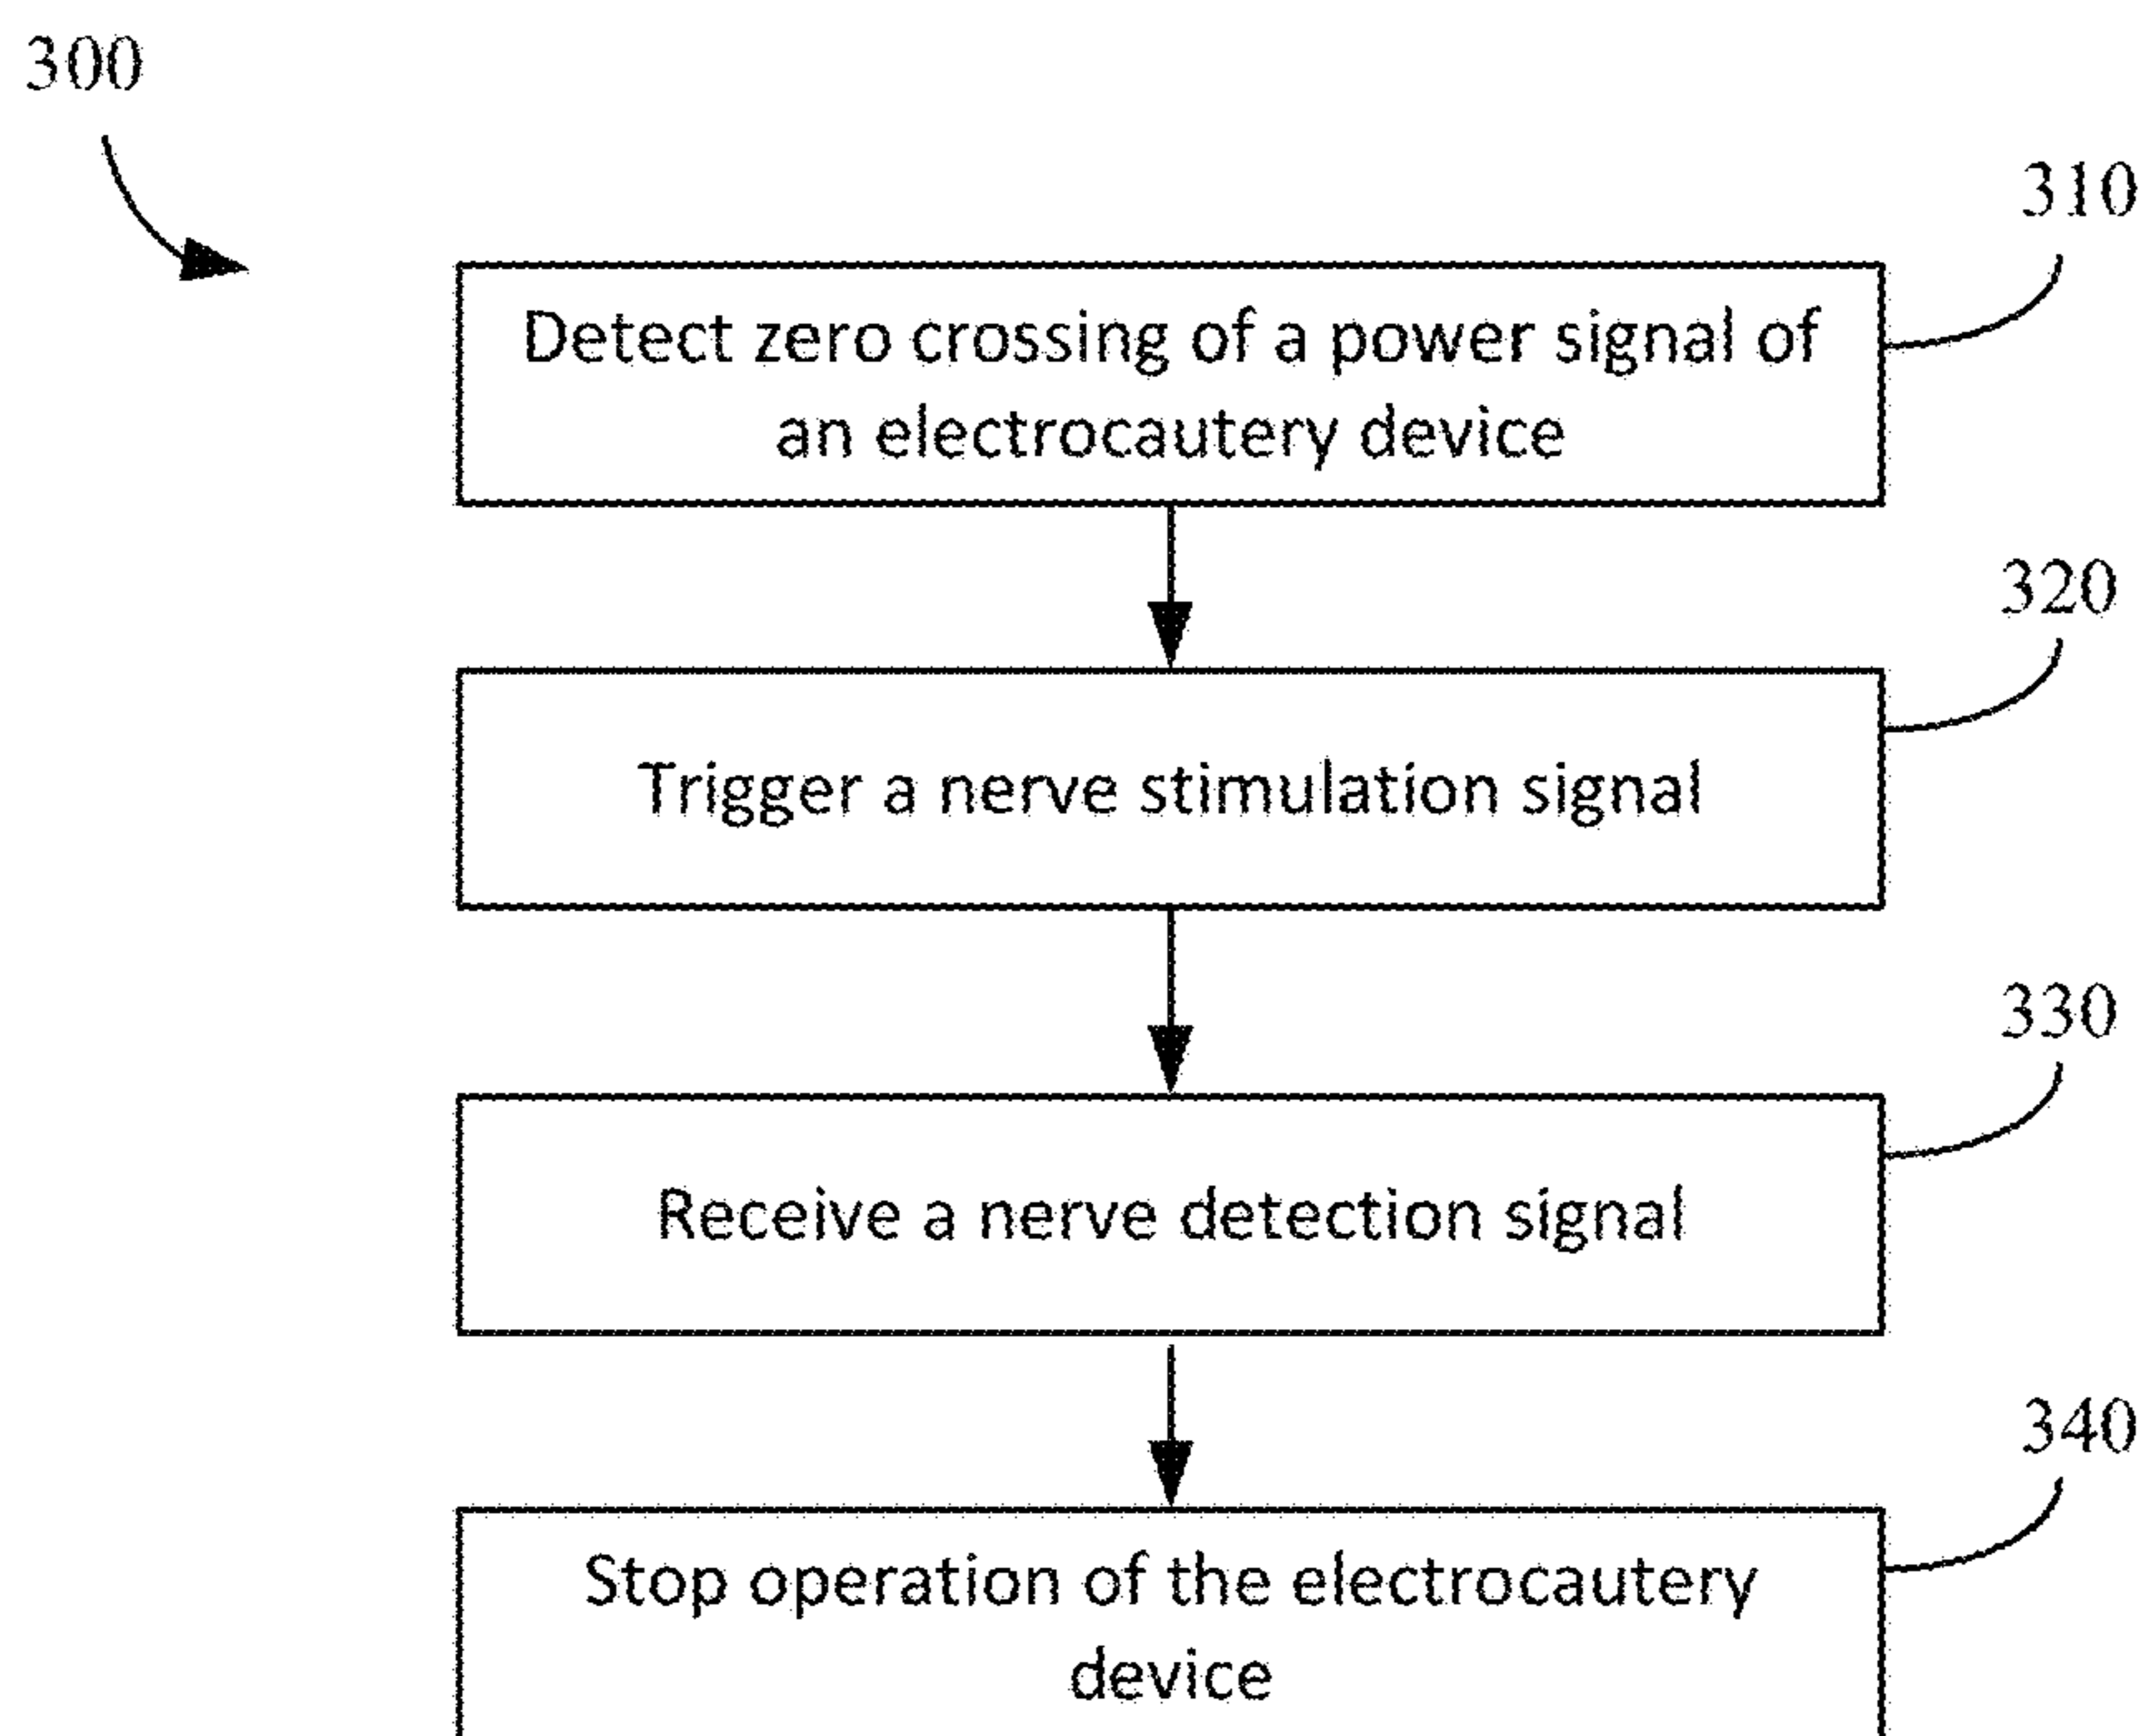 300
310
Detect zero crossing of a power signal of
an electrocautery device
320
Trigger a nerve stimulation signal
330
Receive a nerve detection signal
340
Stop operation of the electrocautery
device